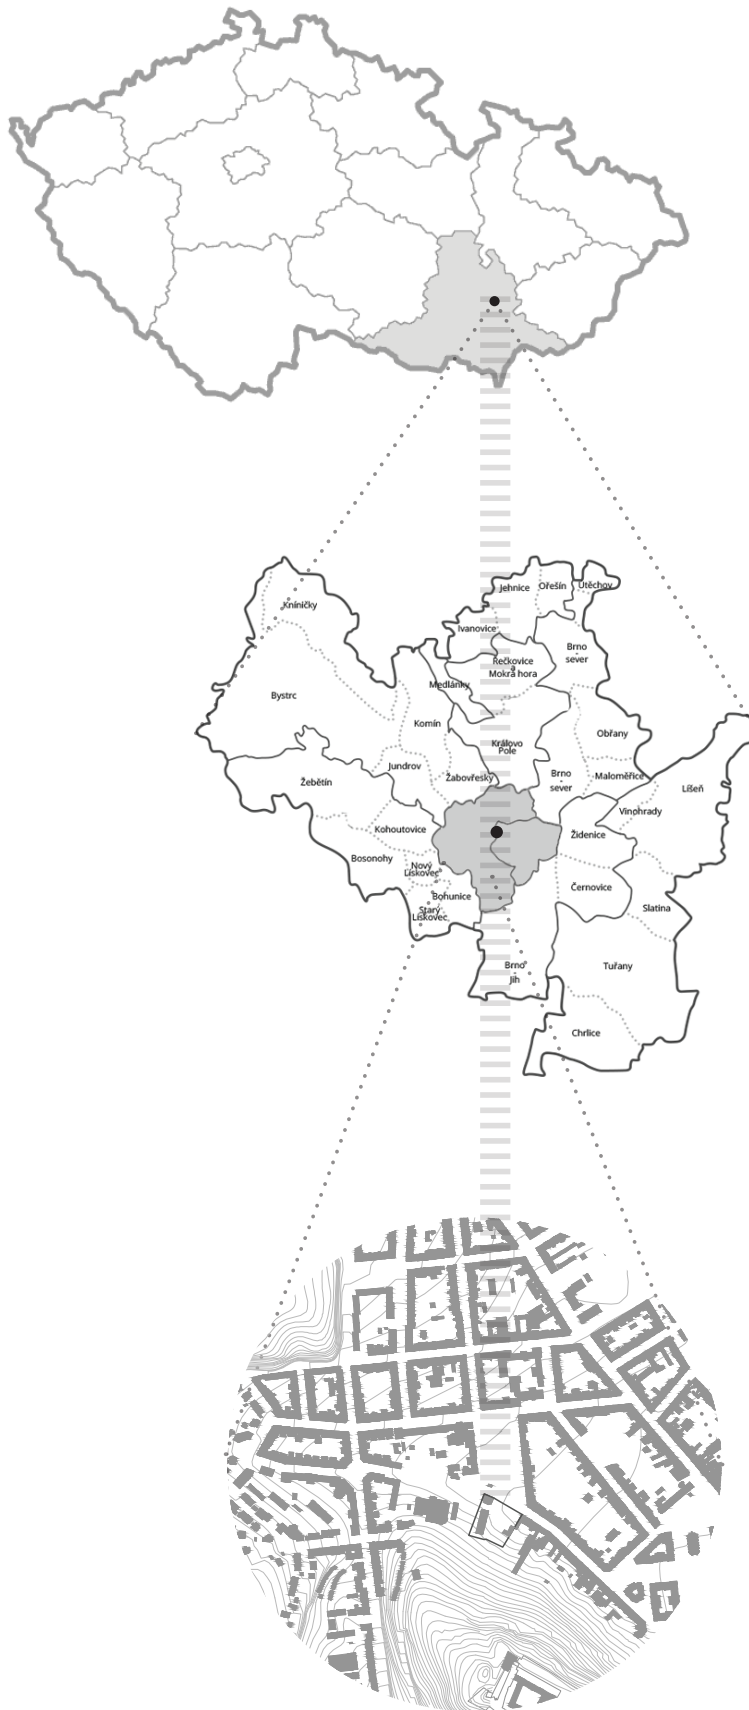 Jehnice
Ořešín
Útěchov
Kníničky
Ivanovice
Brno
-
sever
Řečkovice
a
Mokrá hora
Medlánky
Bystrc
Komín
Obřany
Královo
Pole
Jundrov
Žabovřesky
Brno
-
sever
Maloměřice
Líšeň
Žebětín
Vinohrady
Kohoutovice
Židenice
Bosonohy
Nový
Lískovec
Černovice
Bohunice
Starý
Lískovec
Slatina
Brno
-
Jih
Tuřany
Chrlice